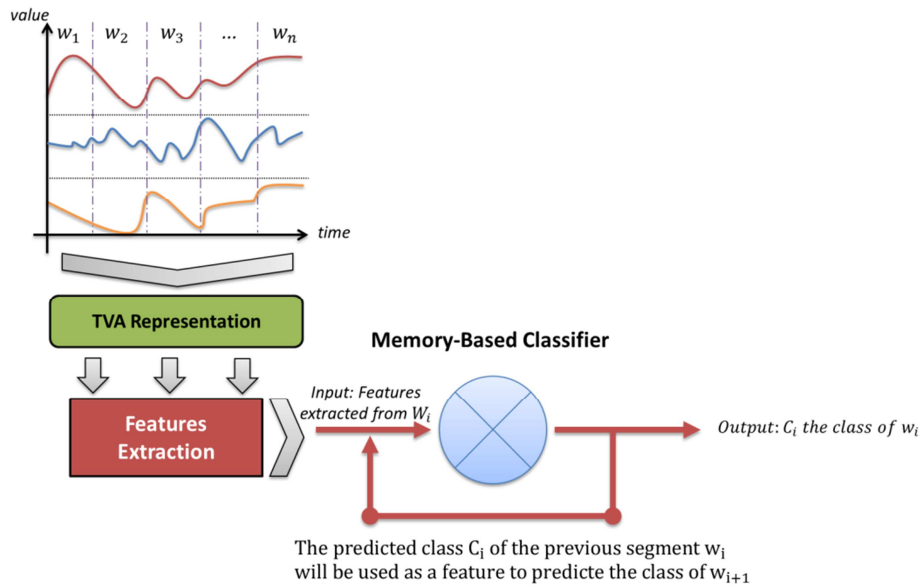 value
w₁ w₂ w₃ ... wₙ
time
TVA Representation
Memory-Based Classifier
Features
Extraction
Input: Features
extracted from Wᵢ
Output: Cᵢ the class of wᵢ
The predicted class Cᵢ of the previous segment wᵢ
will be used as a feature to predicte the class of wᵢ₊₁